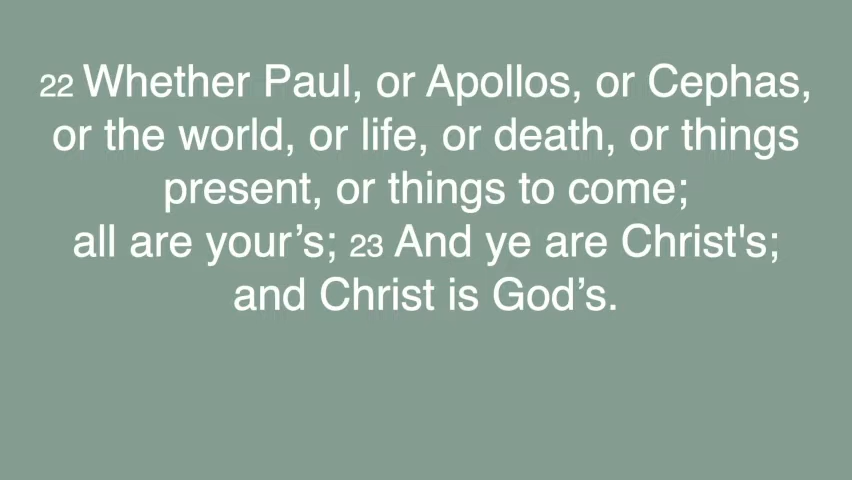 22 Whether Paul, or Apollos, or Cephas,
or the world, or life, or death, or things
present, or things to come;
all are your’s; 23 And ye are Christ's;
and Christ is God’s.